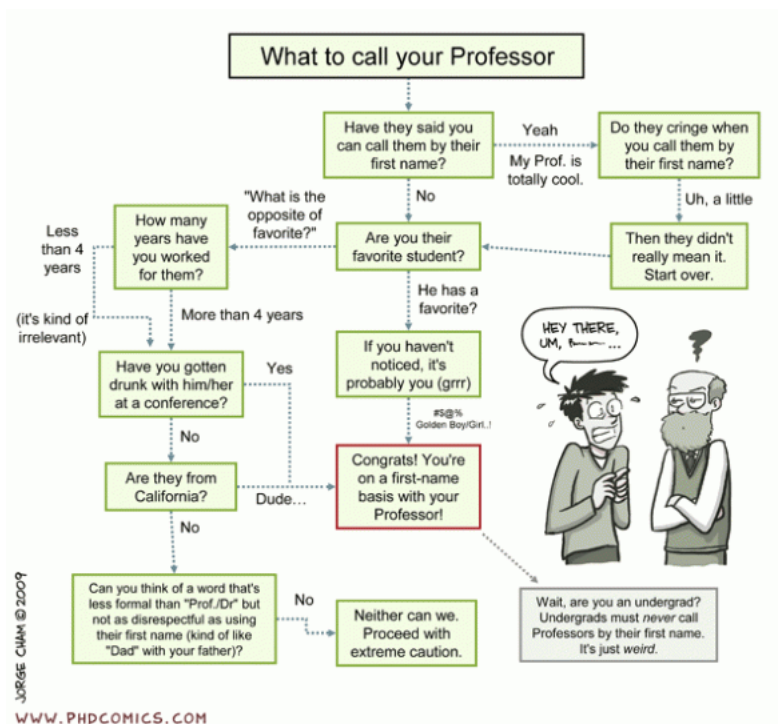 What to call your Professor
Have they said you
can call them by their
first name?
Yeah
My Prof. is
totally cool.
Do they cringe when
you call them by
their first name?
Uh, a little
Then they didn't
really mean it.
Start over.
No
Are you their
favorite student?
"What is the
opposite of
favorite?"
How many
years have
you worked
for them?
Less
than 4
years
(it's kind of
irrelevant)
More than 4 years
He has a
favorite?
If you haven't
noticed, it's
probably you (grrr)
#$@%
Golden Boy/Girl..!
Have you gotten
drunk with him/her
at a conference?
Yes
No
Are they from
California?
Dude...
Congrats! You're
on a first-name
basis with your
Professor!
No
Can you think of a word that's
less formal than "Prof./Dr" but
not as disrespectful as using
their first name (kind of like
"Dad" with your father)?
No
Neither can we.
Proceed with
extreme caution.
Wait, are you an undergrad?
Undergrads must never call
Professors by their first name.
It's just weird.
HEY THERE,
UM, ...
?
JORGE CHAM © 2009
WWW.PHDCOMICS.COM